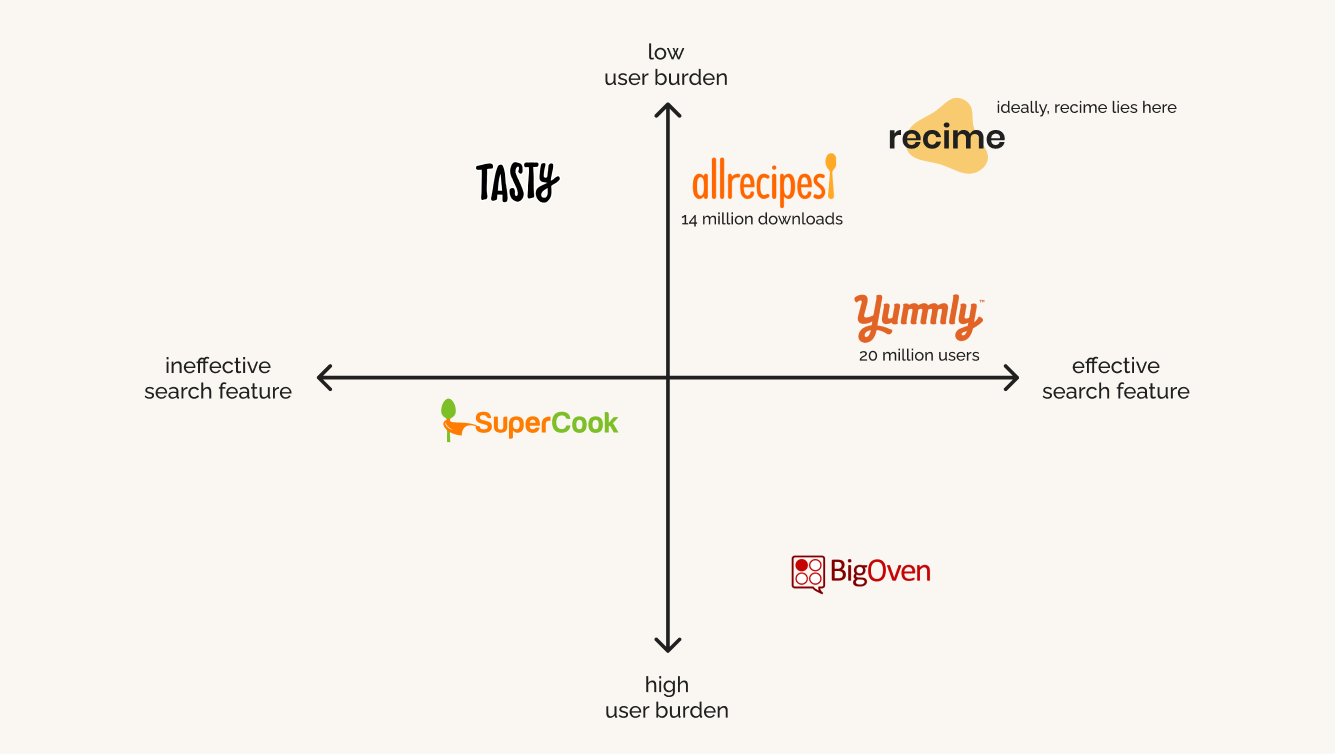 low
user burden
ideally, recime lies here
recime
TASTY
allrecipes
14 million downloads
Yummly™
20 million users
ineffective
search feature
effective
search feature
SuperCook
BigOven
high
user burden